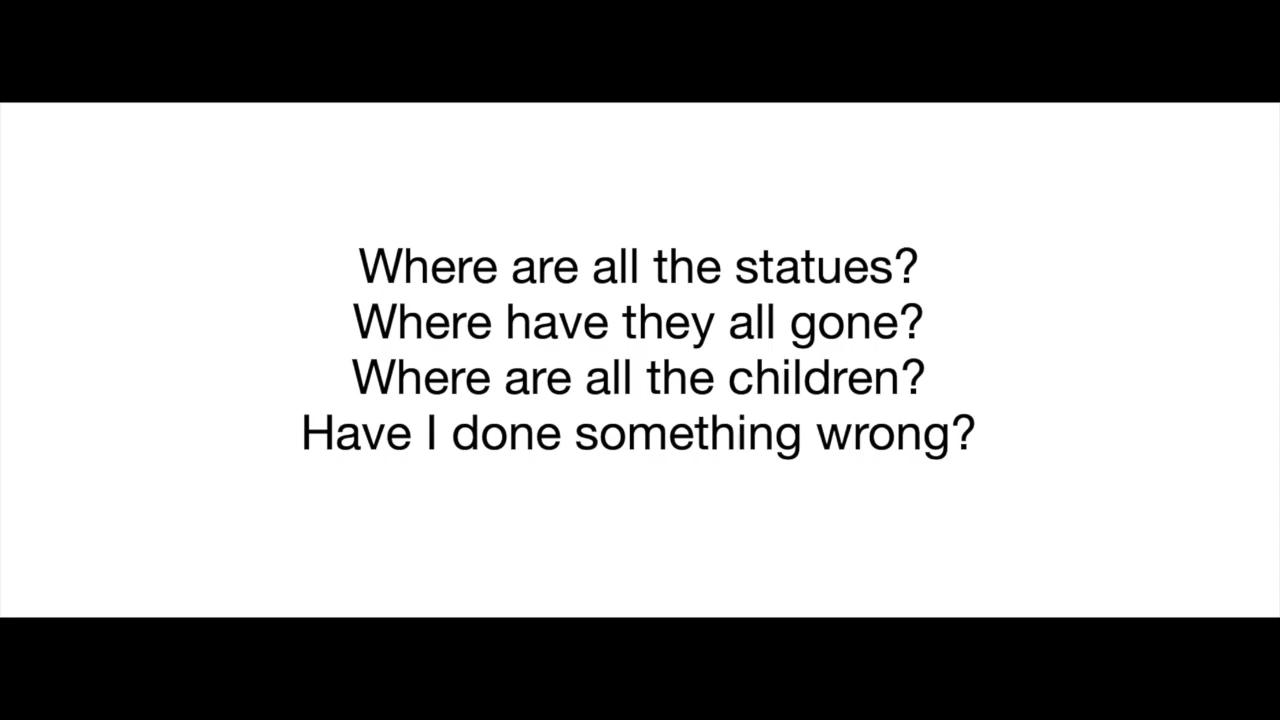 Where are all the statues?
Where have they all gone?
Where are all the children?
Have I done something wrong?